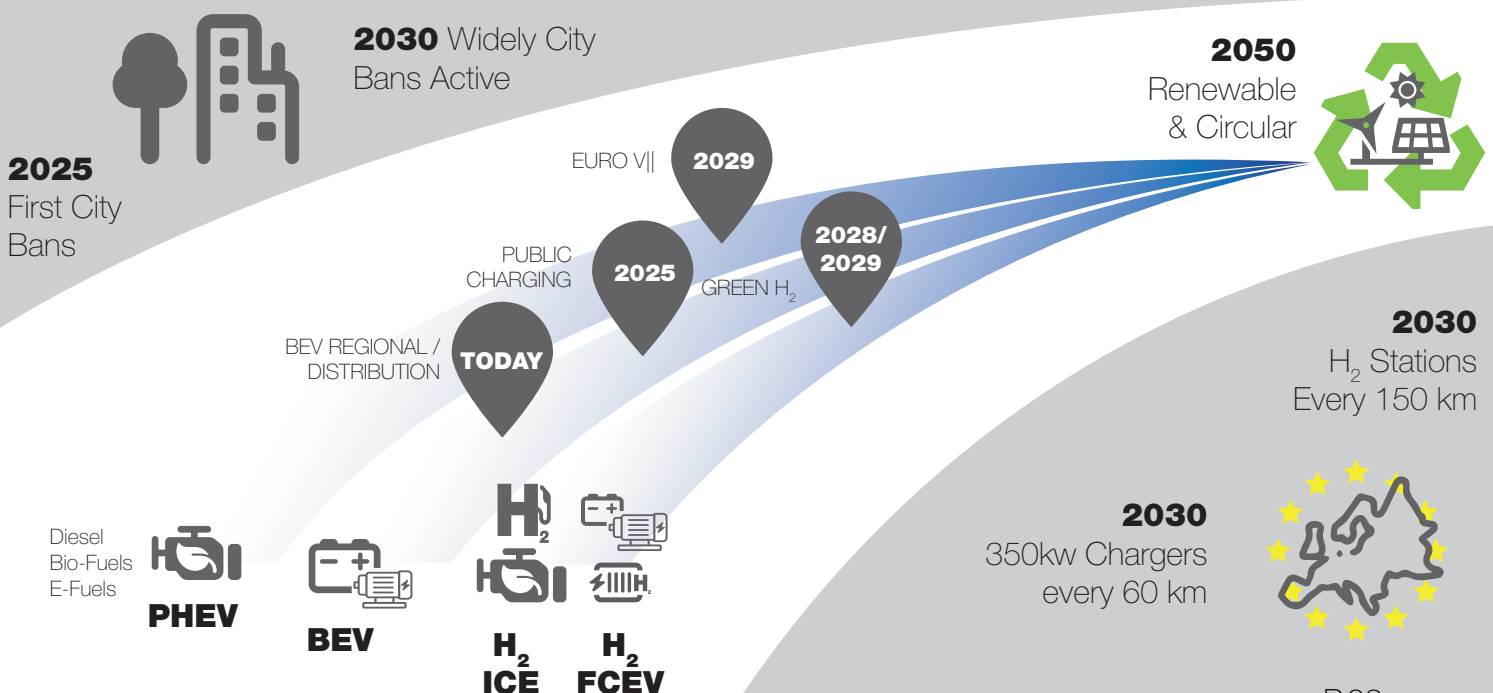 2030 Widely City
Bans Active
2025
First City
Bans
2050
Renewable
& Circular
EURO V||
2029
PUBLIC
CHARGING
2025
GREEN H₂
2028/
2029
BEV REGIONAL /
DISTRIBUTION
TODAY
2030
H₂ Stations
Every 150 km
2030
350kw Chargers
every 60 km
Diesel
Bio-Fuels
E-Fuels
PHEV
BEV
H₂
H₂
ICE
H₂
H₂
FCEV